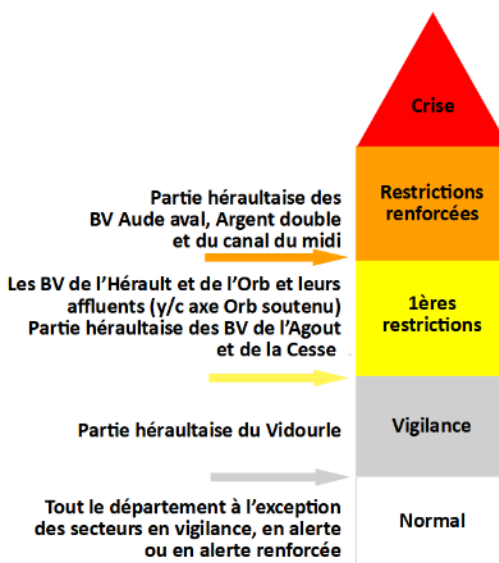 Crise
Partie héraultaise des
BV Aude aval, Argent double
et du canal du midi
Restrictions
renforcées
Les BV de l'Hérault et de l'Orb et leurs
affluents (y/c axe Orb soutenu)
Partie héraultaise des BV de l'Agout
et de la Cesse
1ères
restrictions
Partie héraultaise du Vidourle
Vigilance
Tout le département à l'exception
des secteurs en vigilance, en alerte
ou en alerte renforcée
Normal